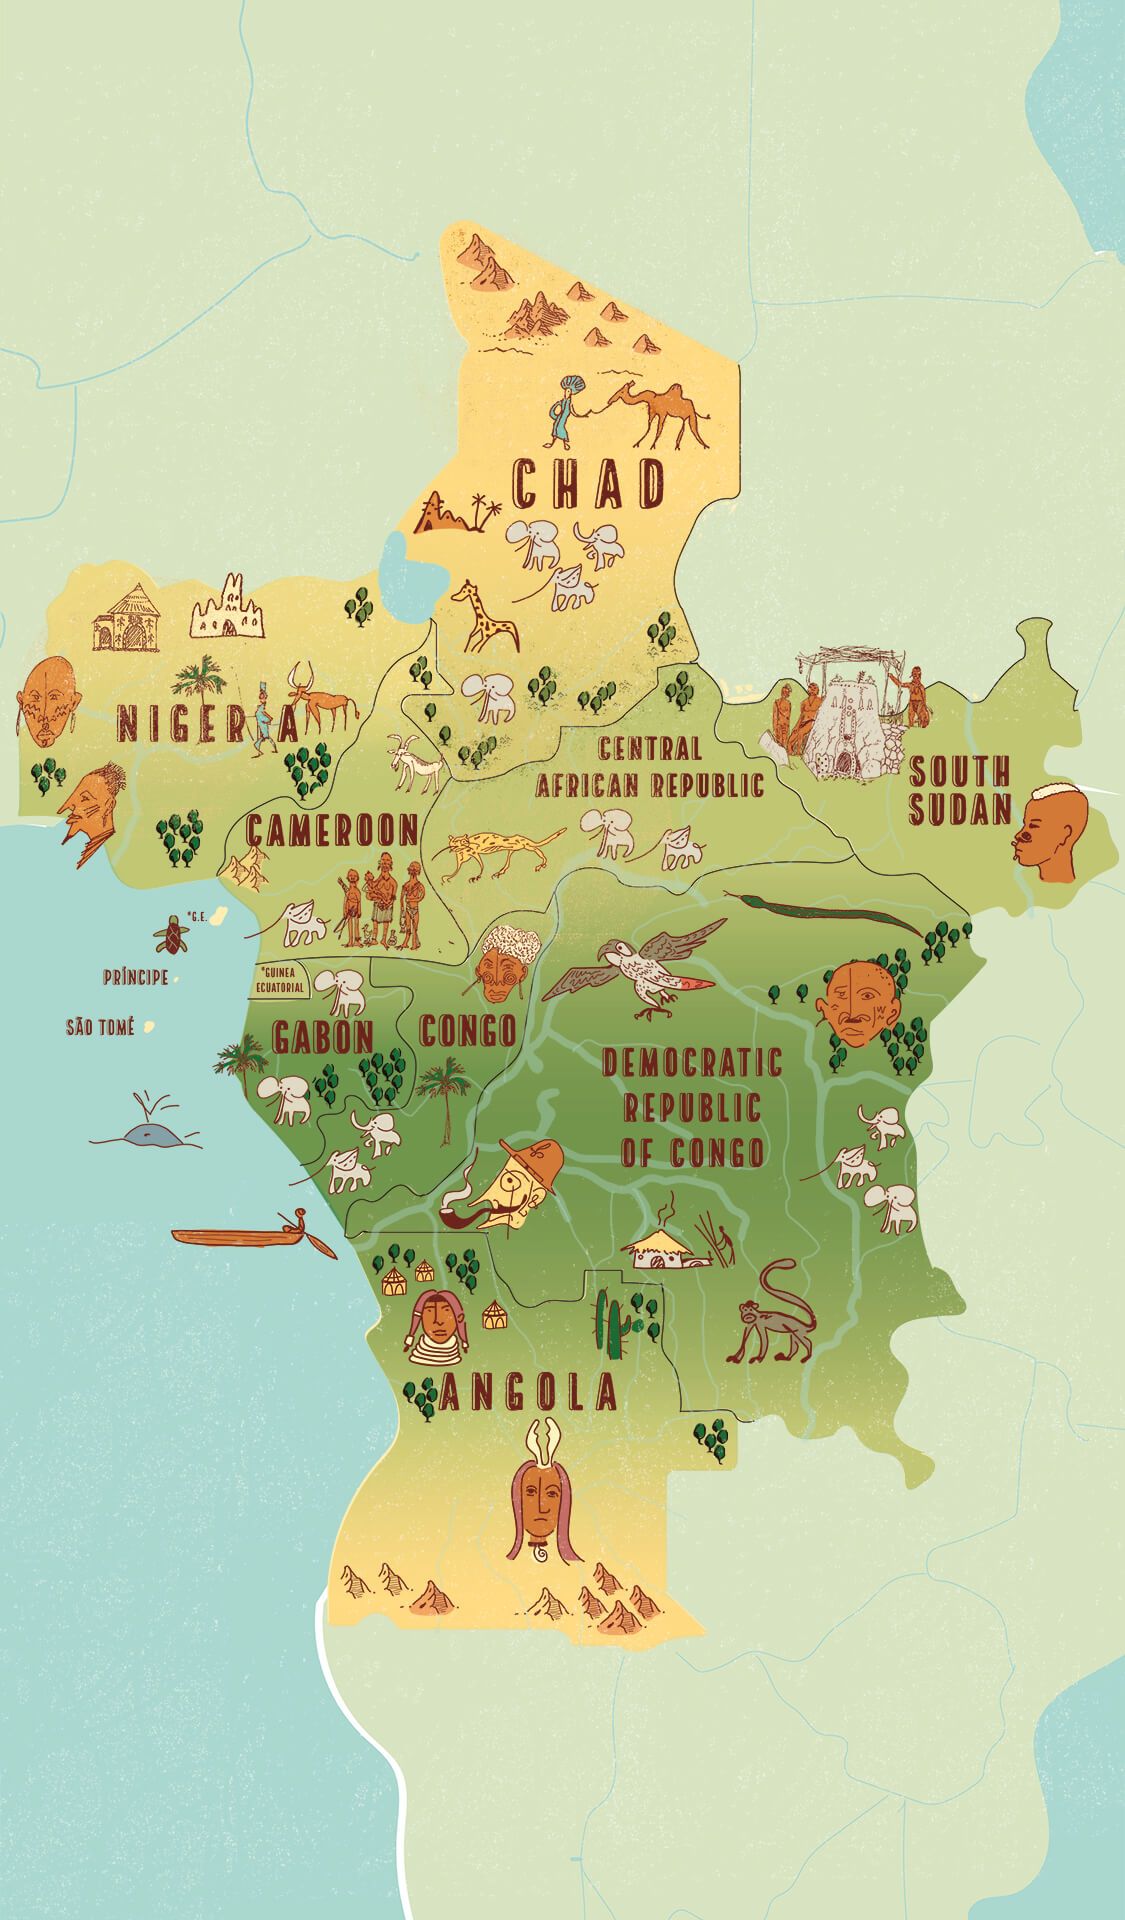 CHAD
NIGERIA
CENTRAL
AFRICAN REPUBLIC
SOUTH
SUDAN
CAMEROON
*G.E.
PRÍNCIPE
*GUINEA
ECUATORIAL
SÃO TOMÉ
GABON
CONGO
DEMOCRATIC
REPUBLIC
OF CONGO
ANGOLA